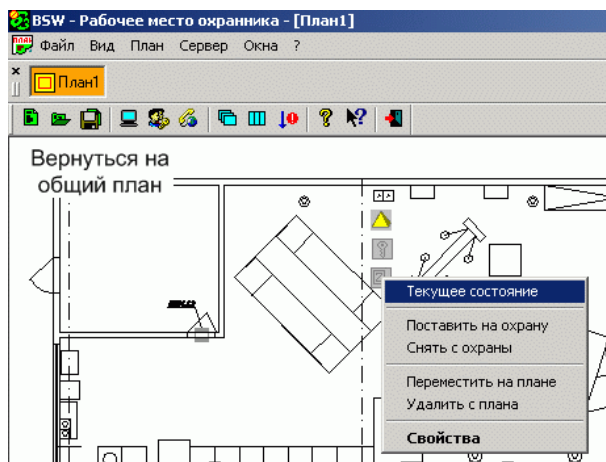 BSW - Рабочее место охранника - [План1]
Файл Вид План Сервер Окна ?
План1
Вернуться на
общий план
Текущее состояние
Поставить на охрану
Снять с охраны
Переместить на плане
Удалить с плана
Свойства